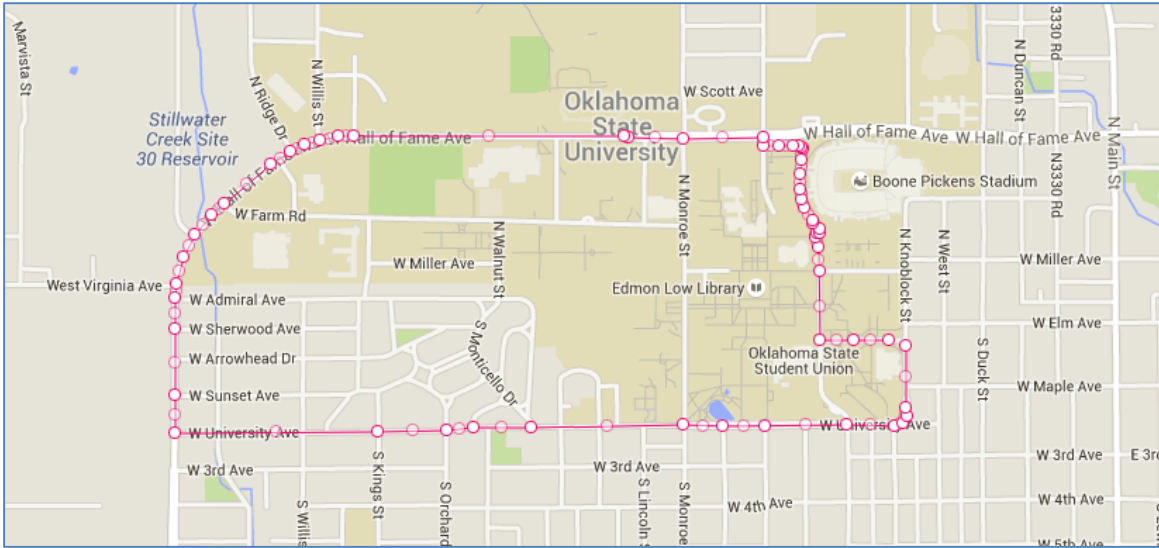 Marvista St
N Ridge Dr
N Willis St
Stillwater
Creek Site
30 Reservoir
Oklahoma
State
University
W Scott Ave
3330 Rd
N Duncan St
W Hall of Fame Ave
W Hall of Fame Ave
Hall of Fame Ave
N Main St
Boone Pickens Stadium
N3330 Rd
W Farm Rd
N Monroe St
N Walnut St
N Knoblock St
N West St
W Miller Ave
W Miller Ave
West Virginia Ave
Edmon Low Library
W Admiral Ave
W Sherwood Ave
W Elm Ave
S Monticello Dr
W Arrowhead Dr
Oklahoma State
Student Union
S Duck St
W Maple Ave
W Sunset Ave
W University Ave
W University Ave
W 3rd Ave
W 3rd Ave
W 3rd Ave
E 3r
S Kings St
S Willis
S Orchard
S Lincoln St
S Monroe
W 4th Ave
W 4th Ave
W 5th Ave